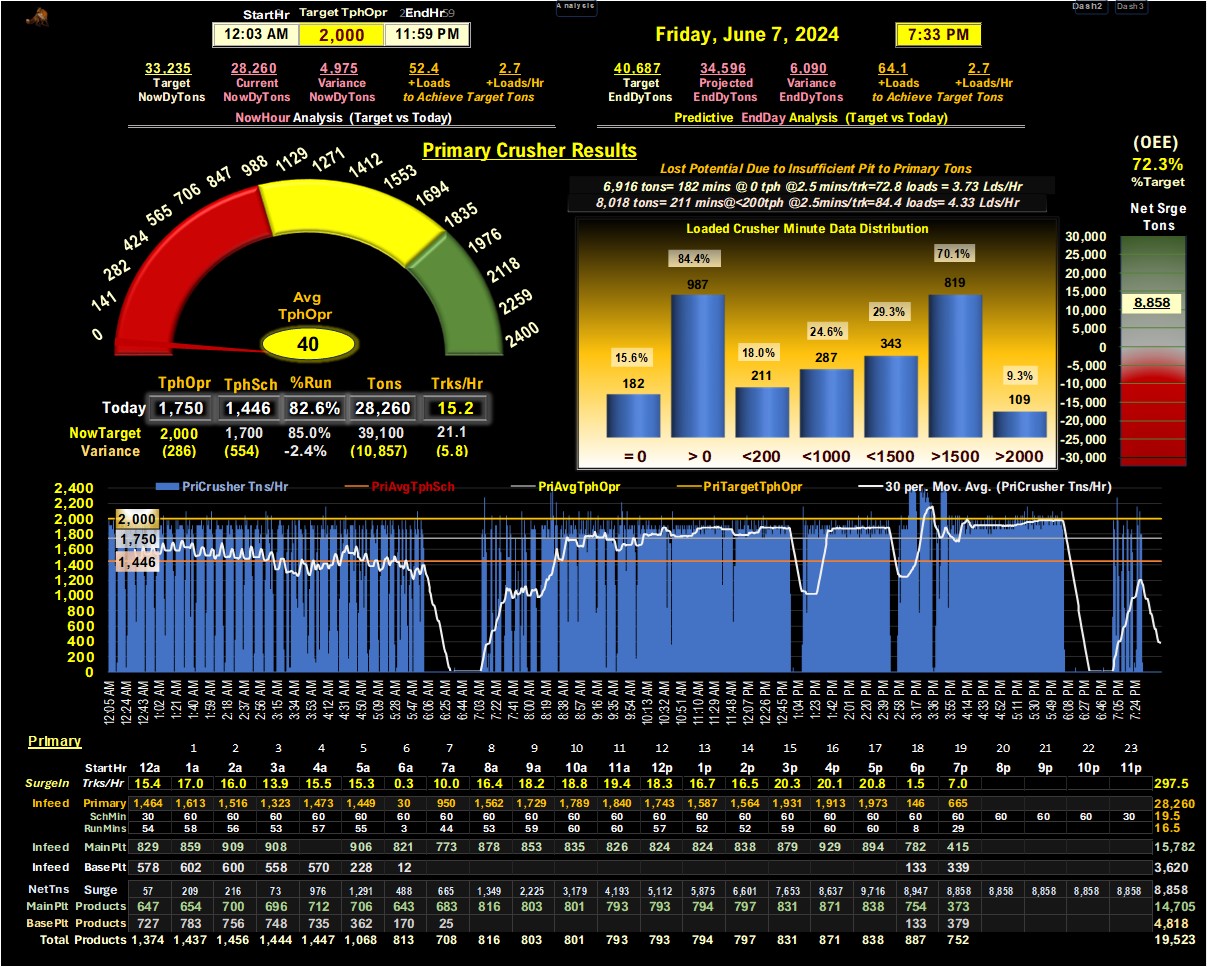 Analysis
Dash2 Dash3
StartHr Target TphOpr EndHr
12:03 AM 2,000 11:59 PM
Friday, June 7, 2024 7:33 PM
33,235 28,260 4,975 52.4 2.7
Target Current Variance +Loads +Loads/Hr
NowDyTons NowDyTons NowDyTons to Achieve Target Tons
NowHour Analysis (Target vs Today)
40,687 34,596 6,090 64.1 2.7
Target Projected Variance +Loads +Loads/Hr
EndDyTons EndDyTons EndDyTons to Achieve Target Tons
Predictive EndDay Analysis (Target vs Today)
Primary Crusher Results
(OEE)
72.3%
%Target
Lost Potential Due to Insufficient Pit to Primary Tons
6,916 tons= 182 mins @ 0 tph @2.5 mins/trk=72.8 loads = 3.73 Lds/Hr
8,018 tons= 211 mins@<200tph @2.5mins/trk=84.4 loads= 4.33 Lds/Hr
0 141 282 424 565 706 847 988 1129 1271 1412 1553 1694 1835 1976 2118 2259 2400
Avg
TphOpr
40
TphOpr TphSch %Run Tons Trks/Hr
Today 1,750 1,446 82.6% 28,260 15.2
NowTarget 2,000 1,700 85.0% 39,100 21.1
Variance (286) (554) -2.4% (10,857) (5.8)
Loaded Crusher Minute Data Distribution
15.6% 84.4% 18.0% 24.6% 29.3% 70.1% 9.3%
182 987 211 287 343 819 109
= 0 > 0 <200 <1000 <1500 >1500 >2000
Net Srge
Tons
30,000
25,000
20,000
15,000
10,000
5,000
0
-5,000
-10,000
-15,000
-20,000
-25,000
-30,000
8,858
PriCrusher Tns/Hr PriAvgTphSch PriAvgTphOpr PriTargetTphOpr 30 per. Mov. Avg. (PriCrusher Tns/Hr)
2,400
2,200
2,000
1,800
1,600
1,400
1,200
1,000
800
600
400
200
0
2,000
1,750
1,446
12:05 AM 12:24 AM 12:43 AM 1:02 AM 1:21 AM 1:40 AM 1:59 AM 2:18 AM 2:37 AM 2:56 AM 3:15 AM 3:34 AM 3:53 AM 4:12 AM 4:31 AM 4:50 AM 5:09 AM 5:28 AM 5:47 AM 6:06 AM 6:25 AM 6:44 AM 7:03 AM 7:22 AM 7:41 AM 8:00 AM 8:19 AM 8:38 AM 8:57 AM 9:16 AM 9:35 AM 9:54 AM 10:13 AM 10:32 AM 10:51 AM 11:10 AM 11:29 AM 11:48 AM 12:07 PM 12:26 PM 12:45 PM 1:04 PM 1:23 PM 1:42 PM 2:01 PM 2:20 PM 2:39 PM 2:58 PM 3:17 PM 3:36 PM 3:55 PM 4:14 PM 4:33 PM 4:52 PM 5:11 PM 5:30 PM 5:49 PM 6:08 PM 6:27 PM 6:46 PM 7:05 PM 7:24 PM
Primary
1 2 3 4 5 6 7 8 9 10 11 12 13 14 15 16 17 18 19 20 21 22 23
StartHr 12a 1a 2a 3a 4a 5a 6a 7a 8a 9a 10a 11a 12p 1p 2p 3p 4p 5p 6p 7p 8p 9p 10p 11p
SurgeIn Trks/Hr 15.4 17.0 16.0 13.9 15.5 15.3 0.3 10.0 16.4 18.2 18.8 19.4 18.3 16.7 16.5 20.3 20.1 20.8 1.5 7.0 297.5
Infeed Primary 1,464 1,613 1,516 1,323 1,473 1,449 30 950 1,562 1,729 1,789 1,840 1,743 1,587 1,564 1,931 1,913 1,973 146 665 28,260
SchMin 30 60 60 60 60 60 60 60 60 60 60 60 60 60 60 60 60 60 60 60 60 60 60 30 19.5
RunMins 54 58 56 53 57 55 3 44 53 59 60 60 57 52 52 59 60 60 8 29 16.5
Infeed MainPlt 829 859 909 908 906 821 773 878 853 835 826 824 824 838 879 929 894 782 415 15,782
Infeed BasePlt 578 602 600 558 570 228 12 133 339 3,620
NetTns Surge 57 209 216 73 976 1,291 488 665 1,349 2,225 3,179 4,193 5,112 5,875 6,601 7,653 8,637 9,716 8,947 8,858 8,858 8,858 8,858 8,858 8,858
MainPlt Products 647 654 700 696 712 706 643 683 816 803 801 793 793 794 797 831 871 838 754 373 14,705
BasePlt Products 727 783 756 748 735 362 170 25 133 379 4,818
Total Products 1,374 1,437 1,456 1,444 1,447 1,068 813 708 816 803 801 793 793 794 797 831 871 838 887 752 19,523